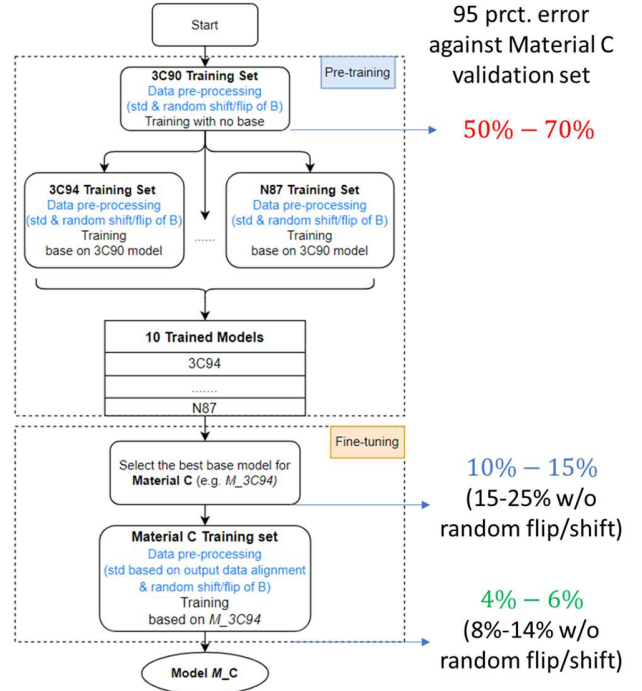 Start
Pre-training
3C90 Training Set
Data pre-processing
(std & random shift/flip of B)
Training with no base
3C94 Training Set
Data pre-processing
(std & random shift/flip of B)
Training
base on 3C90 model
......
N87 Training Set
Data pre-processing
(std & random shift/flip of B)
Training
base on 3C90 model
10 Trained Models
3C94
.......
N87
Fine-tuning
Select the best base model for
Material C (e.g. M_3C94)
Material C Training set
Data pre-processing
(std based on output data alignment
& random shift/flip of B)
Training
based on M_3C94
Model M_C
95 prct. error
against Material C
validation set
50% – 70%
10% – 15%
(15-25% w/o
random flip/shift)
4% – 6%
(8%-14% w/o
random flip/shift)